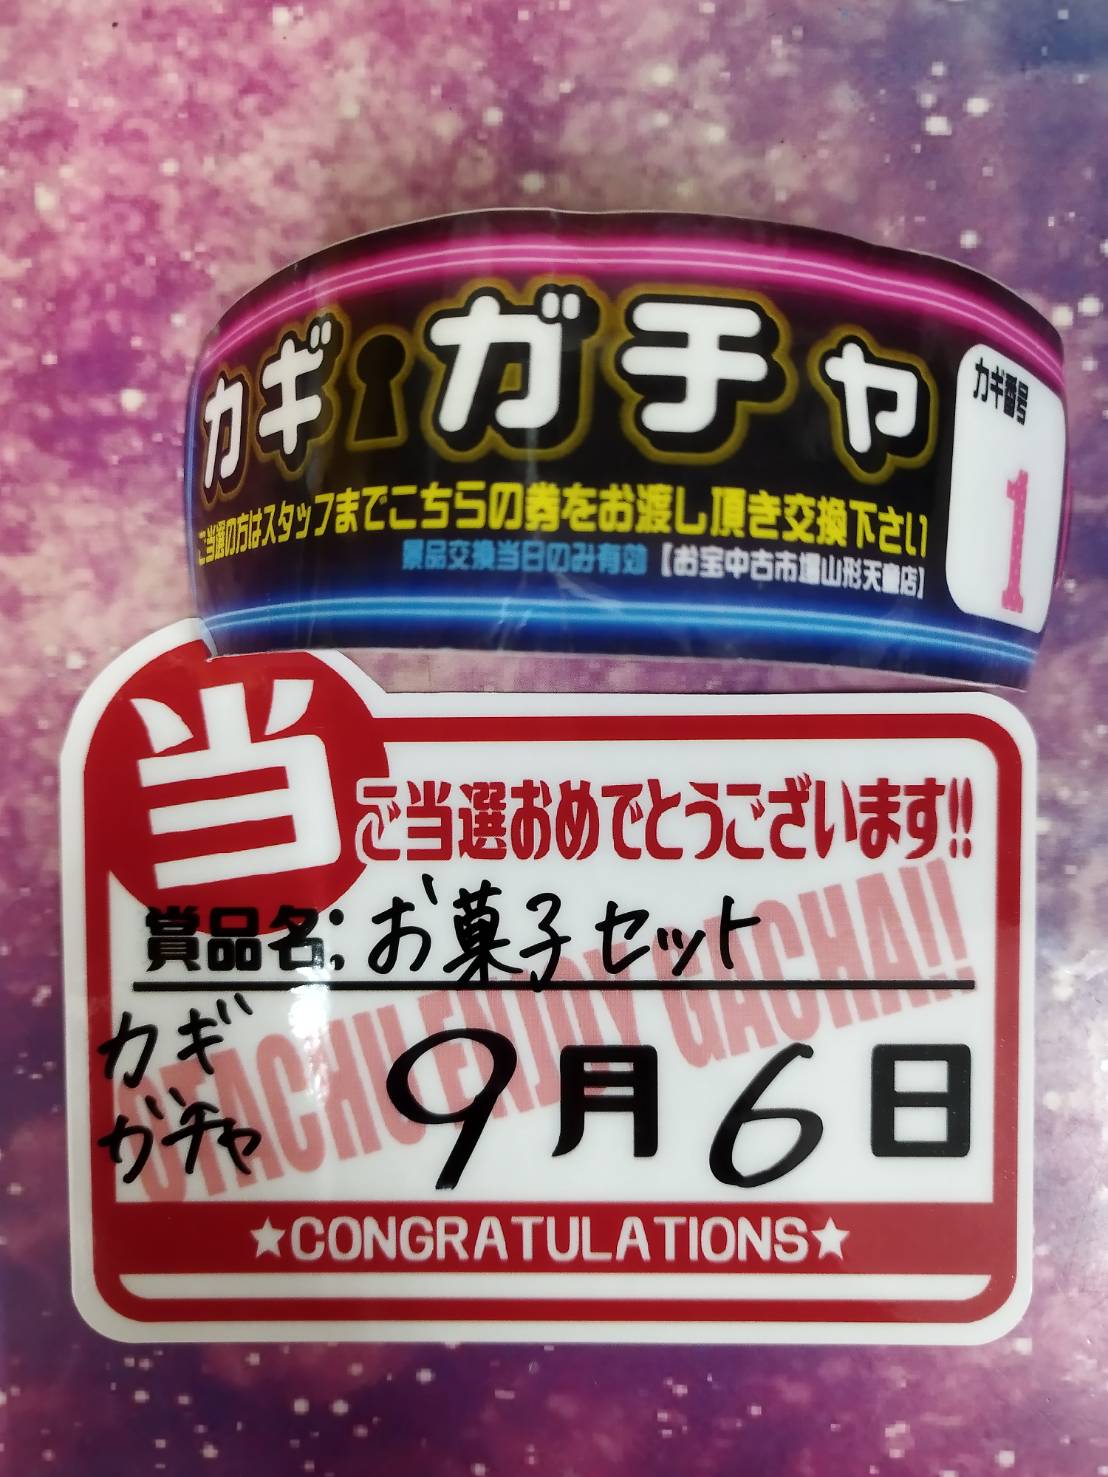 カギガチャ
カギ番号
1
ご当選の方はスタッフまでこちらの券をお渡し頂き交換下さい
景品交換当日のみ有効【お宝中古市場山形天童店】
当
ご当選おめでとうございます!!
賞品名:お菓子セット
カギ
ガチャ
9月6日
OTACHU ENJOY GACHA!!
★CONGRATULATIONS★